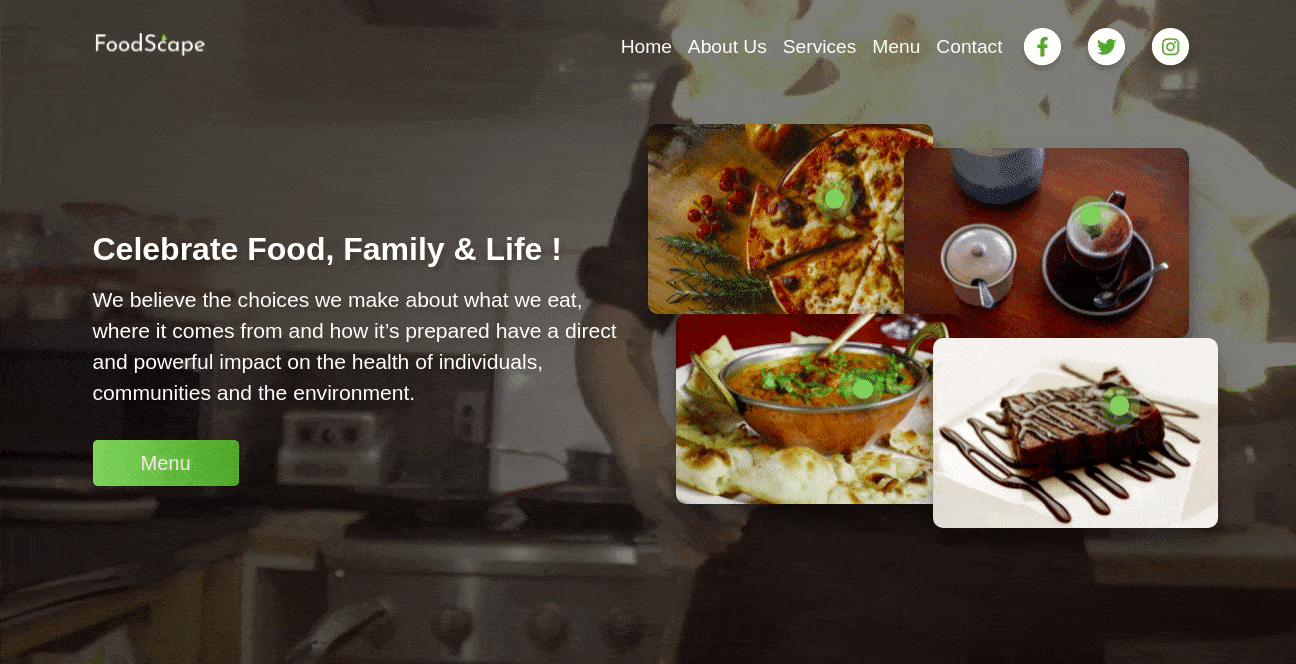 FoodScape
Home About Us Services Menu Contact
Celebrate Food, Family & Life !
We believe the choices we make about what we eat,
where it comes from and how it’s prepared have a direct
and powerful impact on the health of individuals,
communities and the environment.
Menu